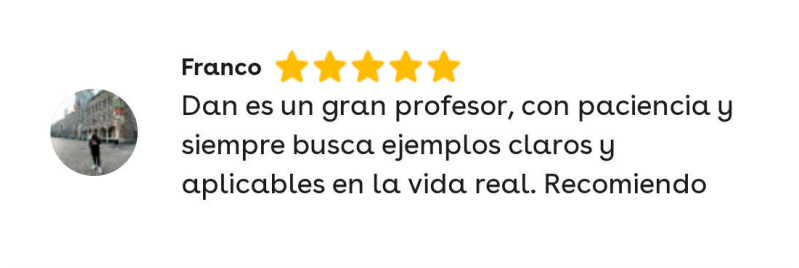 Franco
Dan es un gran profesor, con paciencia y
siempre busca ejemplos claros y
aplicables en la vida real. Recomiendo